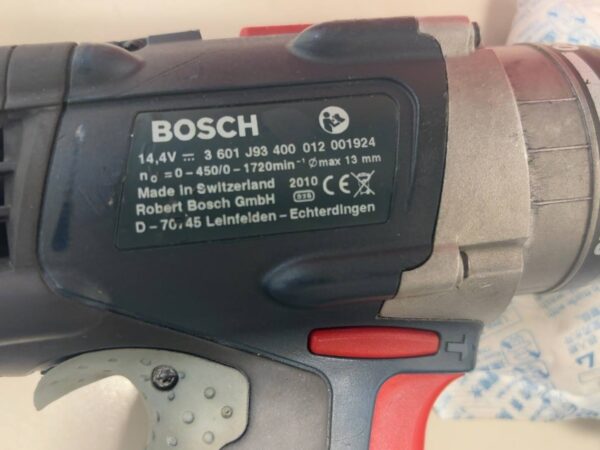 BOSCH
14,4V ⎓ 3 601 J93 400 012 001924
n₀ = 0 – 450/0 – 1720min⁻¹ Ø max 13 mm
Made in Switzerland 2010 CE
Robert Bosch GmbH
D – 70745 Leinfelden – Echterdingen